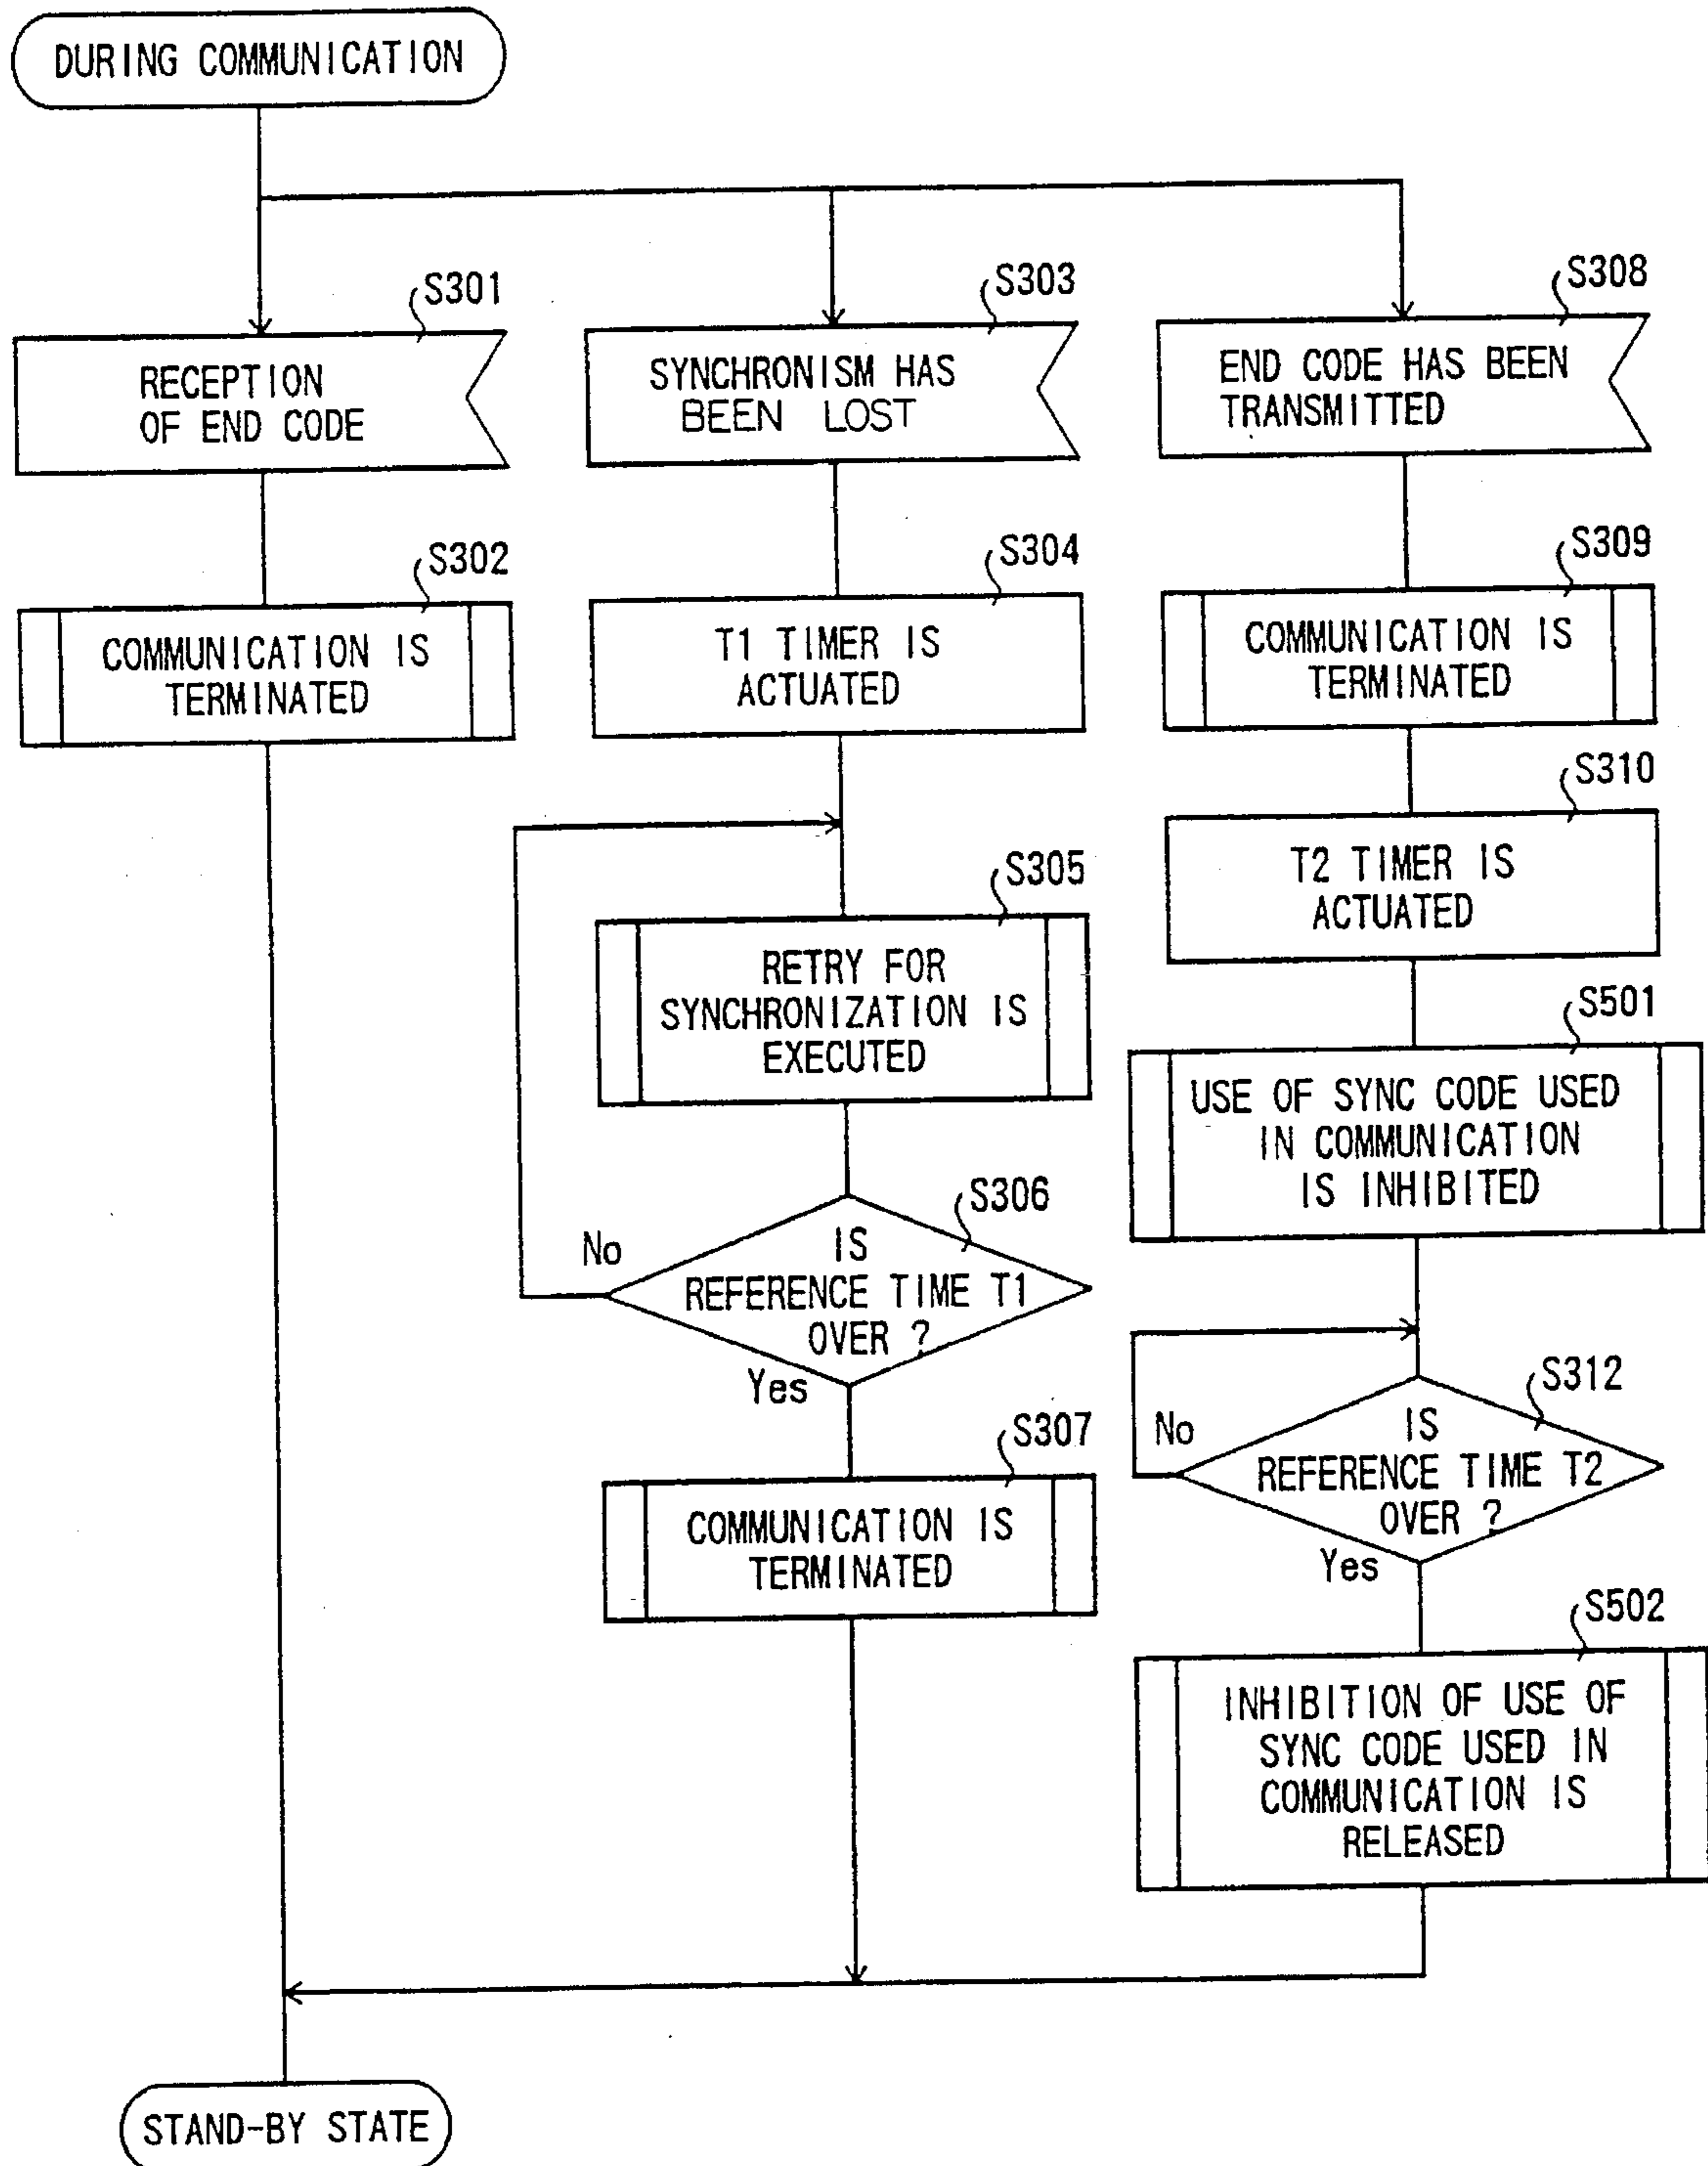 DURING COMMUNICATION
S301
RECEPTION
OF END CODE
S302
COMMUNICATION IS
TERMINATED
S303
SYNCHRONISM HAS
BEEN LOST
S304
T1 TIMER IS
ACTUATED
S305
RETRY FOR
SYNCHRONIZATION IS
EXECUTED
S306
IS
REFERENCE TIME T1
OVER ?
No
Yes
S307
COMMUNICATION IS
TERMINATED
S308
END CODE HAS BEEN
TRANSMITTED
S309
COMMUNICATION IS
TERMINATED
S310
T2 TIMER IS
ACTUATED
S501
USE OF SYNC CODE USED
IN COMMUNICATION
IS INHIBITED
S312
IS
REFERENCE TIME T2
OVER ?
No
Yes
S502
INHIBITION OF USE OF
SYNC CODE USED IN
COMMUNICATION IS
RELEASED
STAND-BY STATE